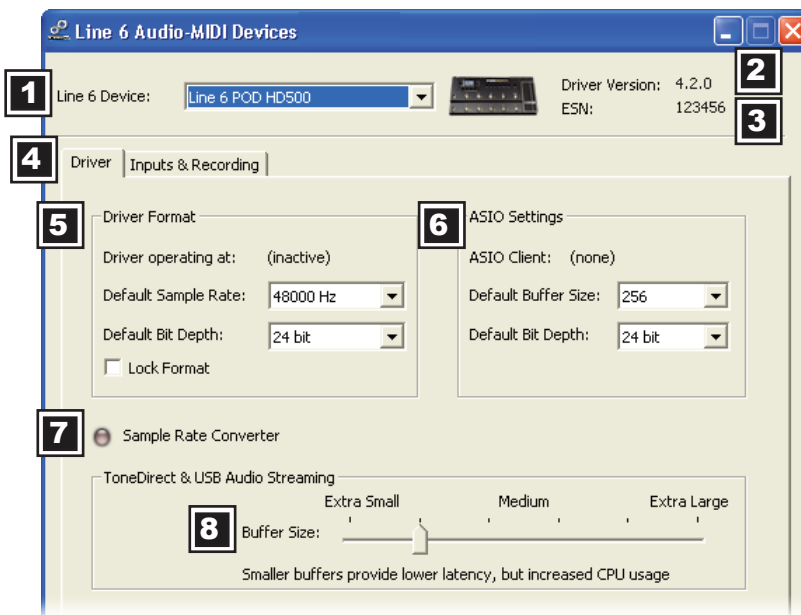 Line 6 Audio-MIDI Devices
1
Line 6 Device: Line 6 POD HD500
Driver Version: 4.2.0
2
ESN: 123456
3
4
Driver Inputs & Recording
5
Driver Format
Driver operating at: (inactive)
Default Sample Rate: 48000 Hz
Default Bit Depth: 24 bit
Lock Format
6
ASIO Settings
ASIO Client: (none)
Default Buffer Size: 256
Default Bit Depth: 24 bit
7
Sample Rate Converter
ToneDirect & USB Audio Streaming
Extra Small Medium Extra Large
8
Buffer Size:
Smaller buffers provide lower latency, but increased CPU usage